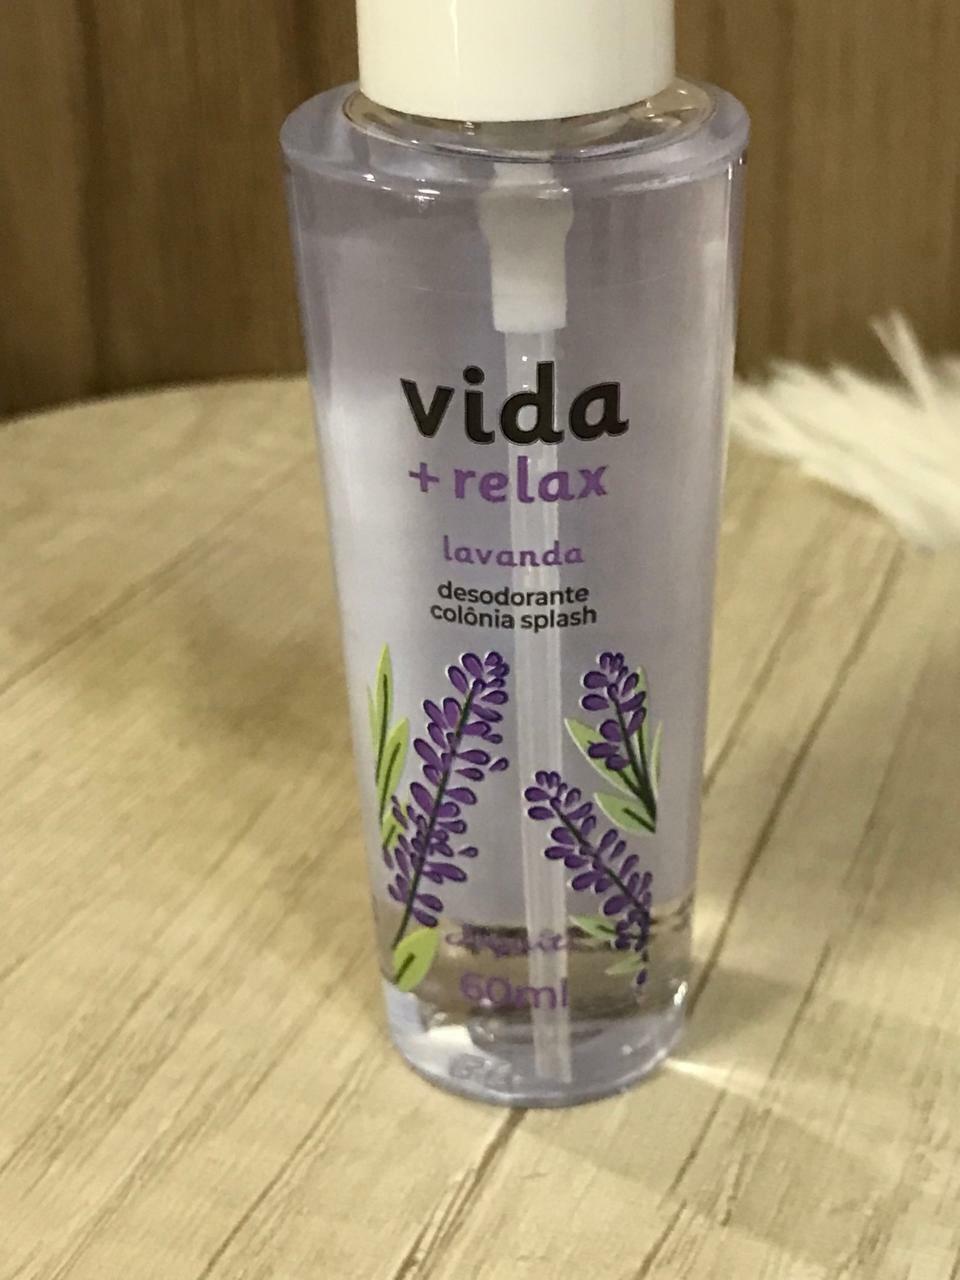 vida
+ relax
lavanda
desodorante
colônia splash
60ml